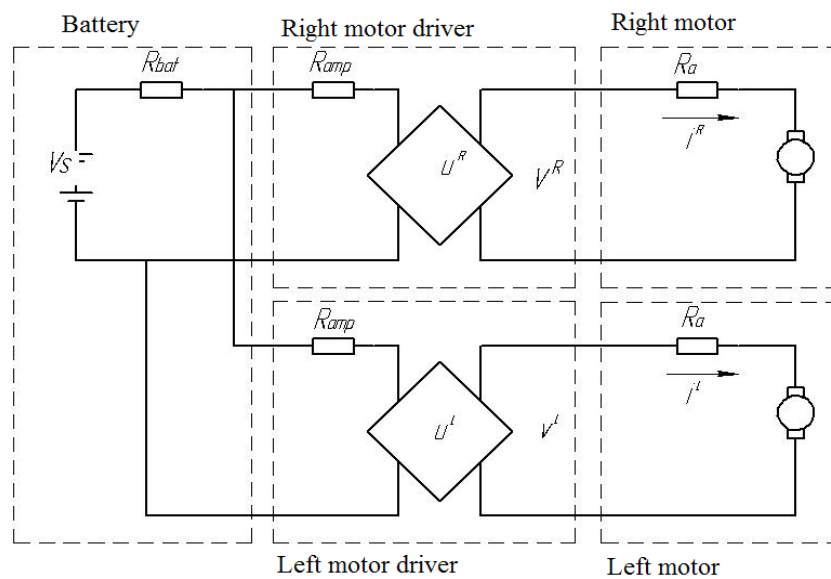 Battery
Right motor driver
Right motor
Rbat
Ramp
Ra
Vs
U^R
V^R
i^R
Ramp
Ra
U^L
V^L
i^L
Left motor driver
Left motor